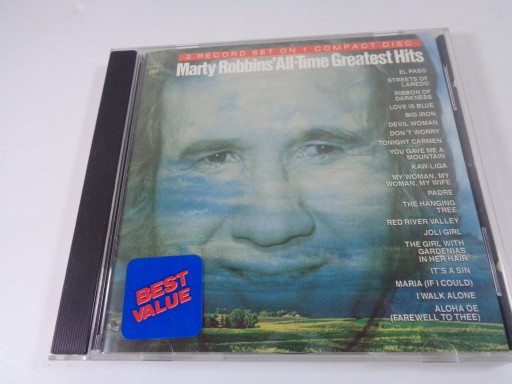 2 RECORD SET ON 1 COMPACT DISC
Marty Robbins' All-Time Greatest Hits
EL PASO
STREETS OF
LAREDO
RIBBON OF
DARKNESS
LOVE IS BLUE
BIG IRON
DEVIL WOMAN
DON'T WORRY
TONIGHT CARMEN
YOU GAVE ME A
MOUNTAIN
KAW-LIGA
MY WOMAN, MY
WOMAN, MY WIFE
PADRE
THE HANGING
TREE
RED RIVER VALLEY
JOLI GIRL
THE GIRL WITH
GARDENIAS
IN HER HAIR
IT'S A SIN
MARIA (IF I COULD)
I WALK ALONE
ALOHA OE
(FAREWELL TO THEE)
BEST
VALUE